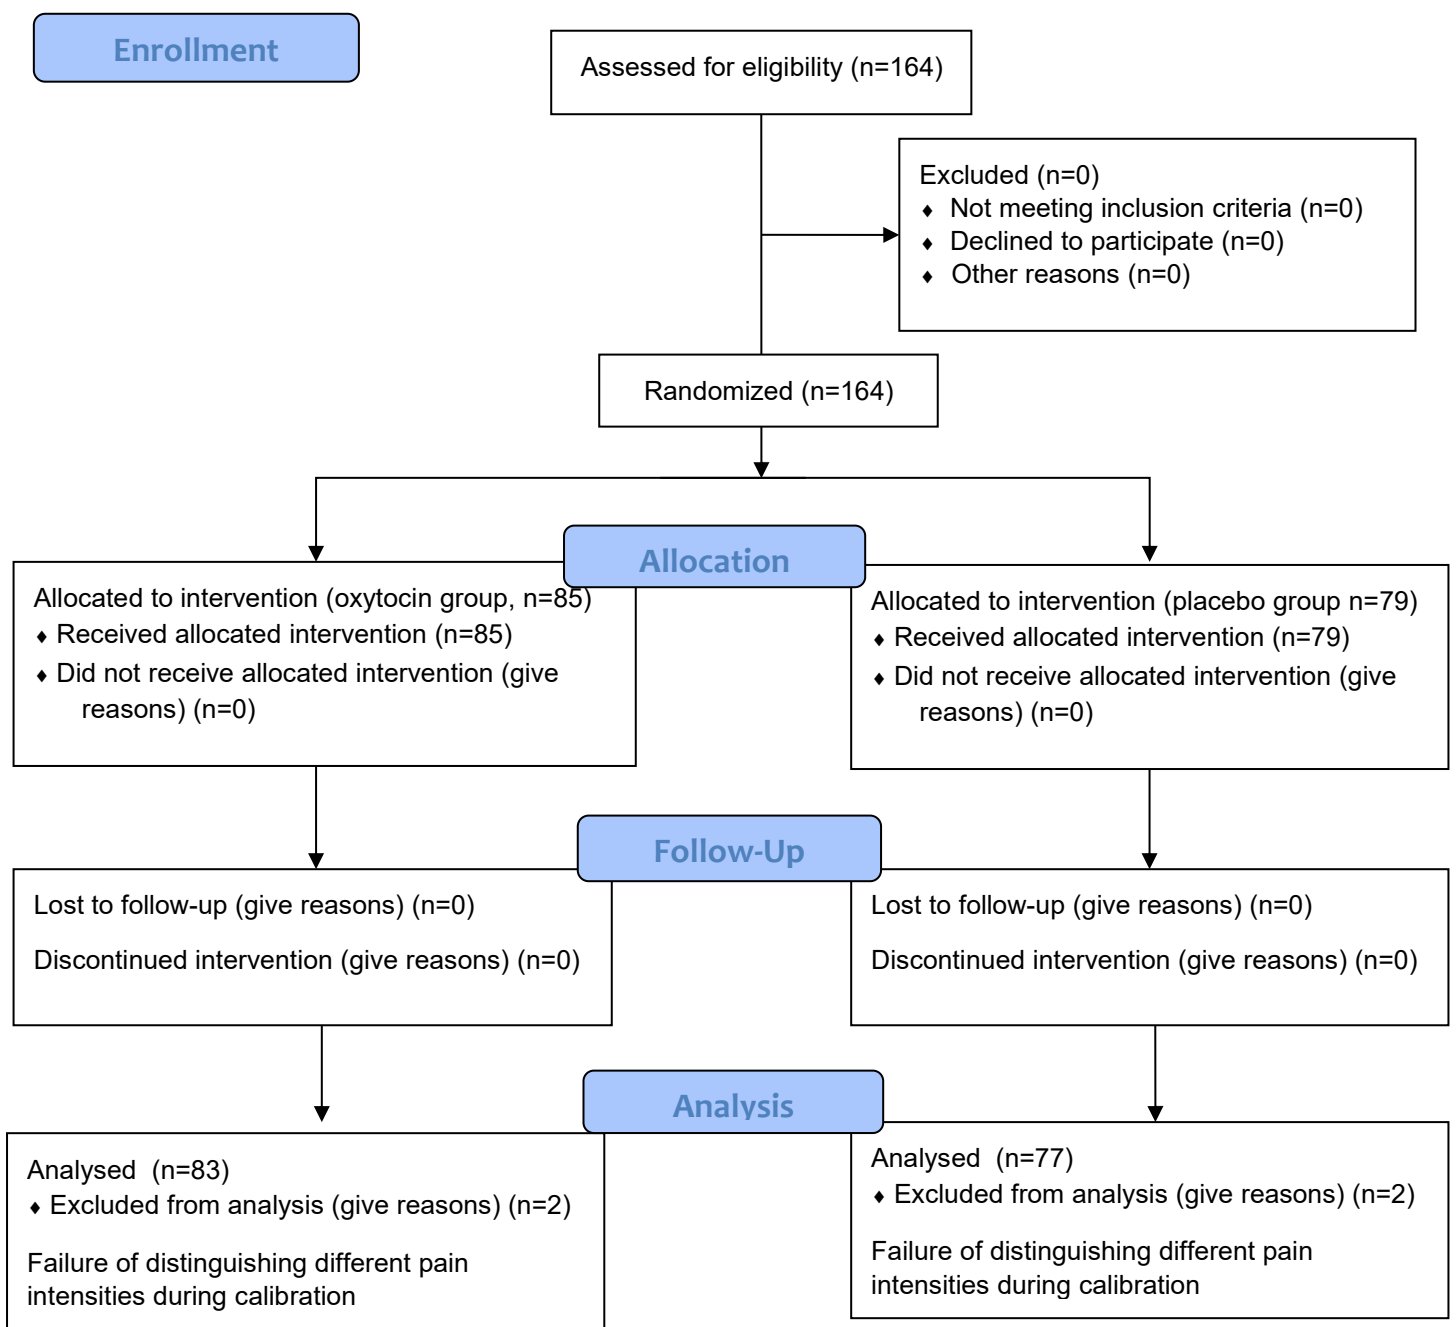 Enrollment
Assessed for eligibility (n=164)
Excluded (n=0)
♦ Not meeting inclusion criteria (n=0)
♦ Declined to participate (n=0)
♦ Other reasons (n=0)
Randomized (n=164)
Allocation
Allocated to intervention (oxytocin group, n=85)
♦ Received allocated intervention (n=85)
♦ Did not receive allocated intervention (give
reasons) (n=0)
Allocated to intervention (placebo group n=79)
♦ Received allocated intervention (n=79)
♦ Did not receive allocated intervention (give
reasons) (n=0)
Follow-Up
Lost to follow-up (give reasons) (n=0)
Discontinued intervention (give reasons) (n=0)
Lost to follow-up (give reasons) (n=0)
Discontinued intervention (give reasons) (n=0)
Analysis
Analysed (n=83)
♦ Excluded from analysis (give reasons) (n=2)
Failure of distinguishing different pain
intensities during calibration
Analysed (n=77)
♦ Excluded from analysis (give reasons) (n=2)
Failure of distinguishing different pain
intensities during calibration